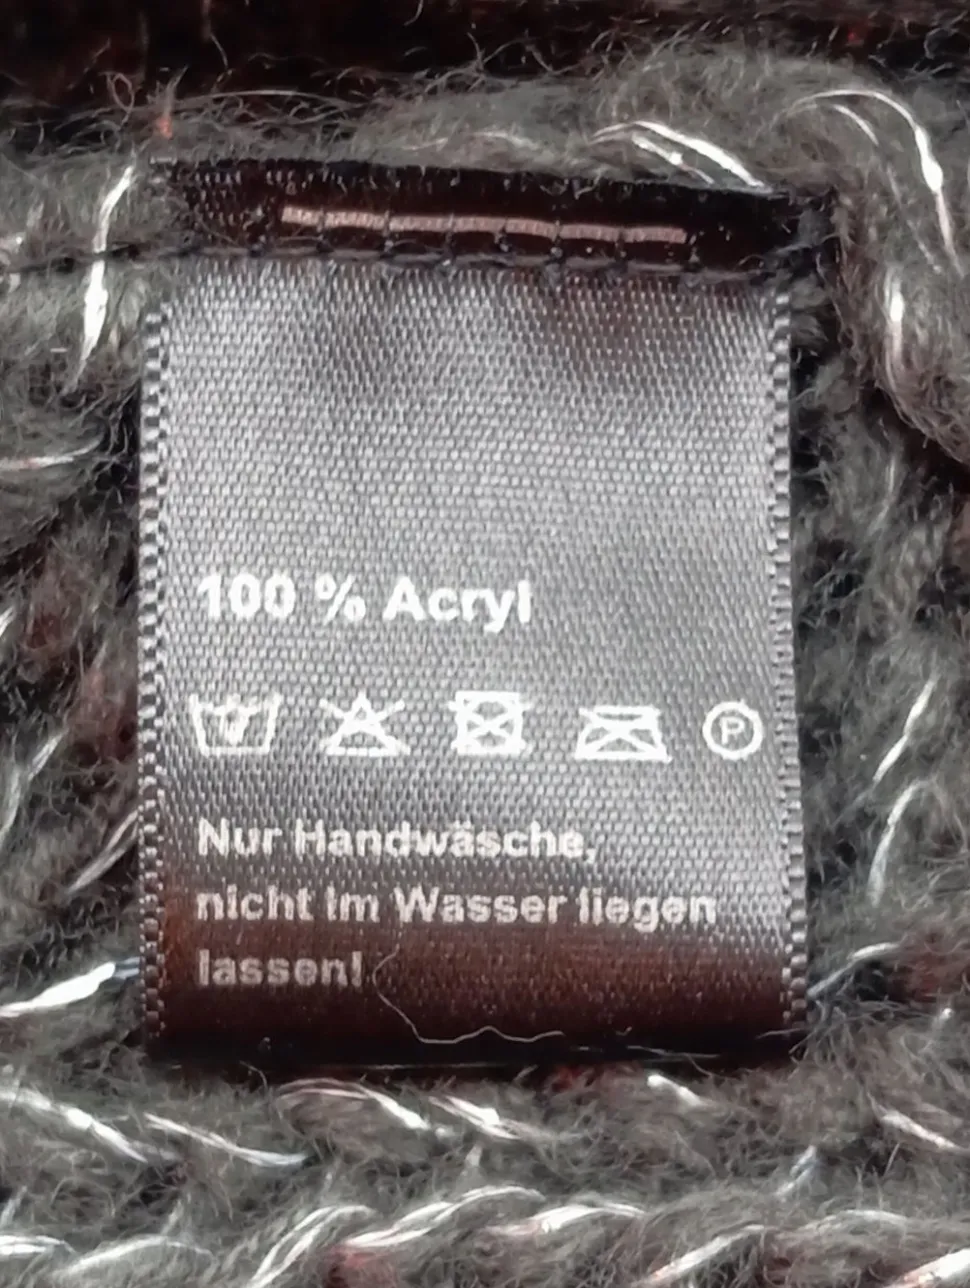 100 % Acryl
P
Nur Handwäsche,
nicht im Wasser liegen
lassen!